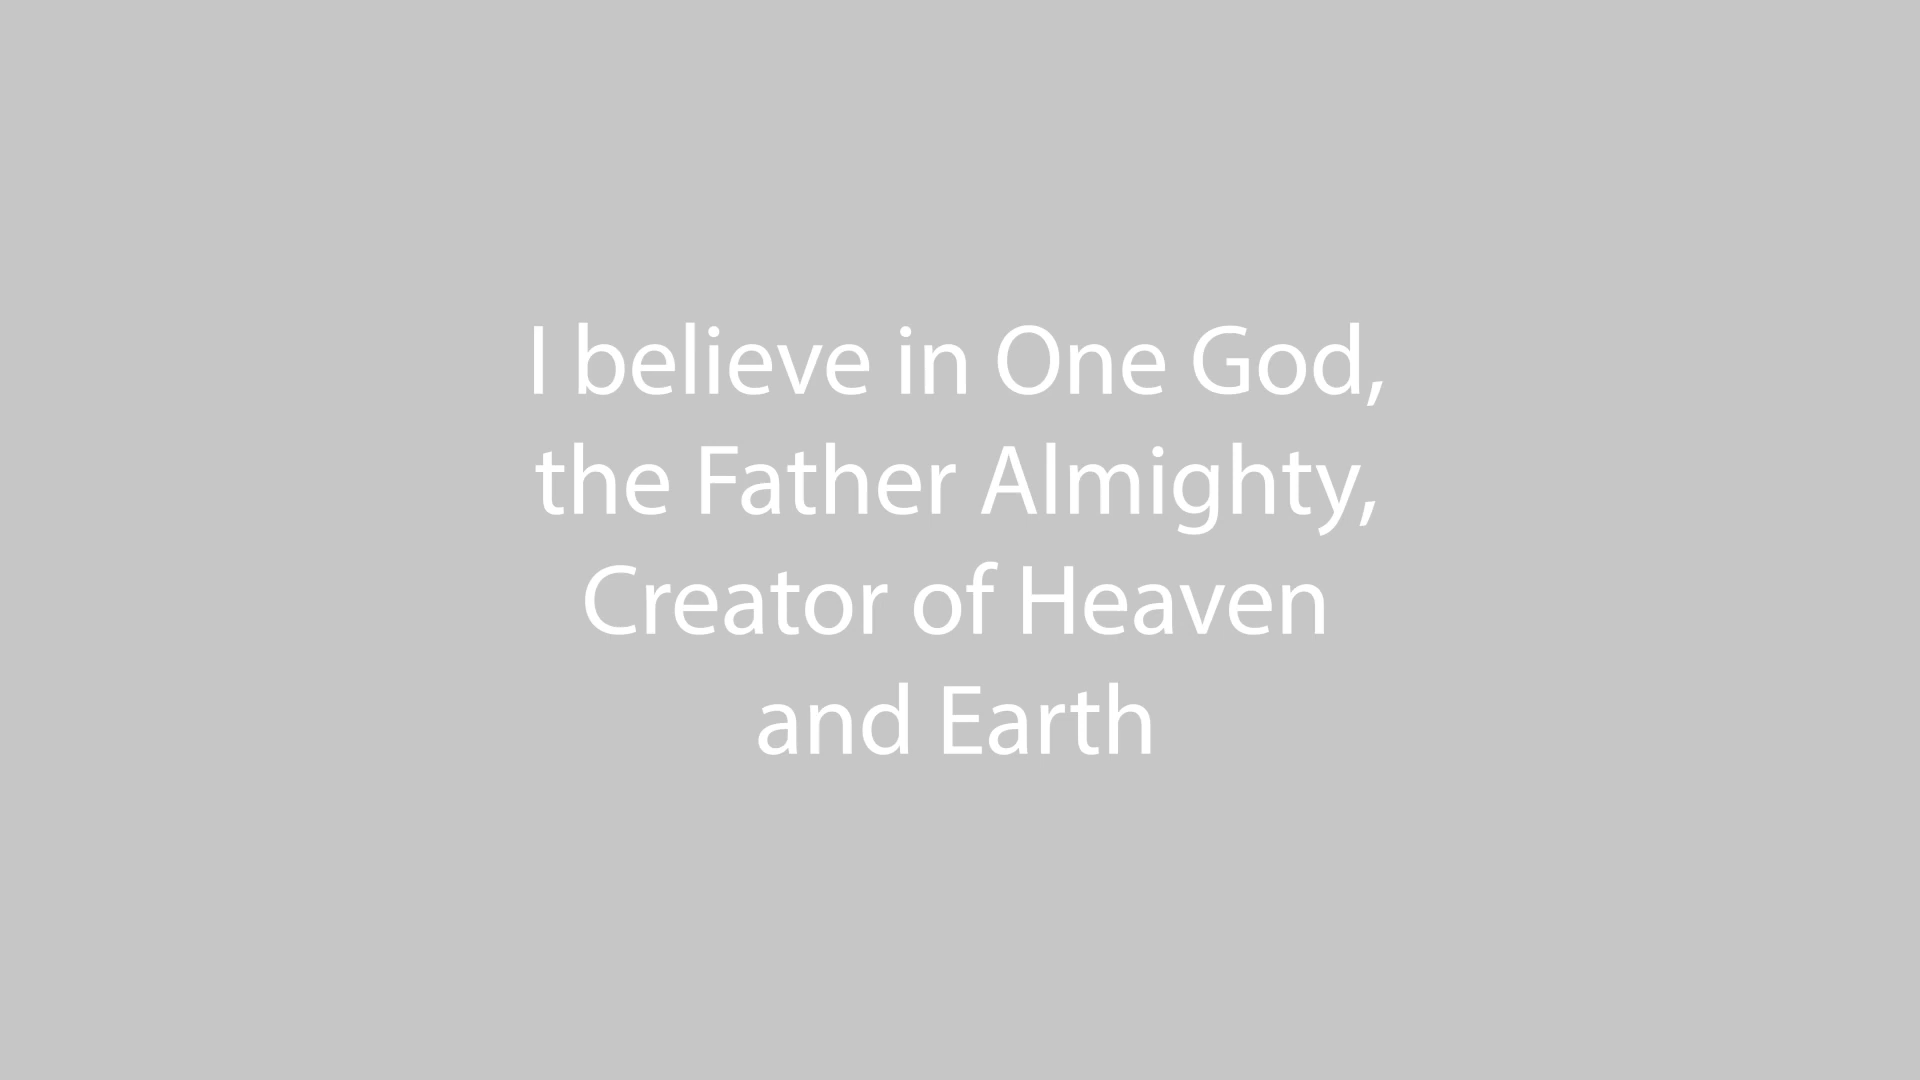 I believe in One God,
the Father Almighty,
Creator of Heaven
and Earth